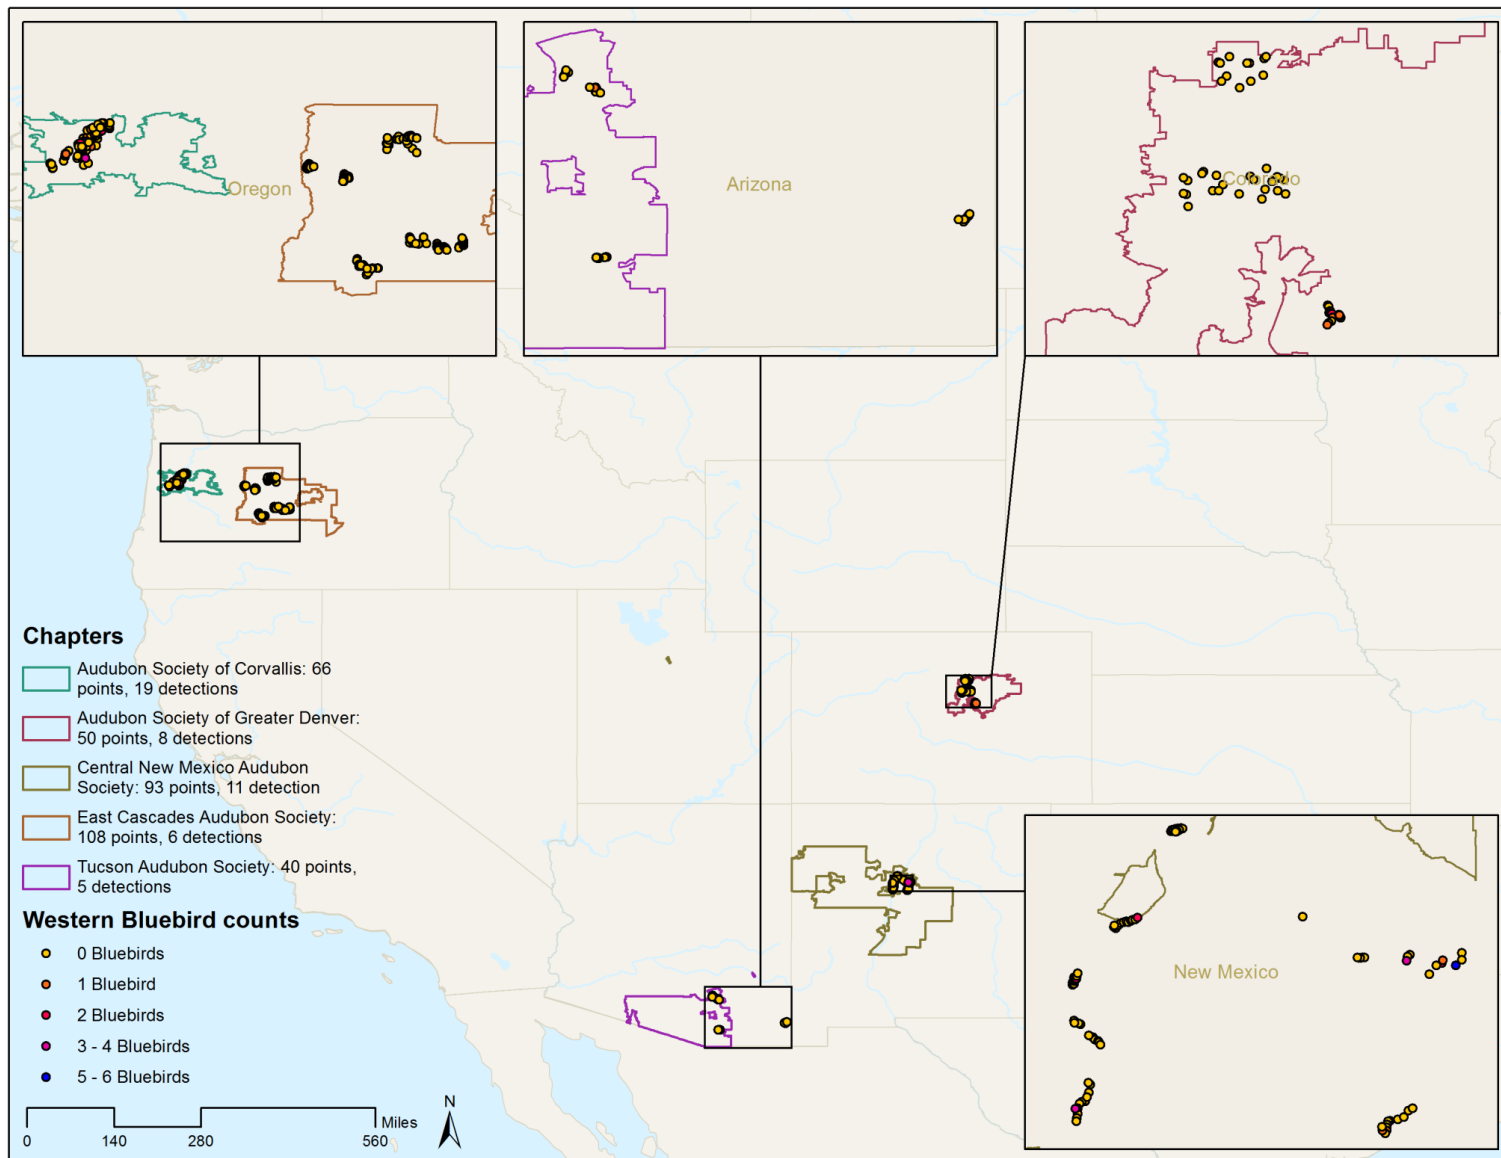 Oregon
Arizona
Colorado
Chapters
Audubon Society of Corvallis: 66
points, 19 detections
Audubon Society of Greater Denver:
50 points, 8 detections
Central New Mexico Audubon
Society: 93 points, 11 detection
East Cascades Audubon Society:
108 points, 6 detections
Tucson Audubon Society: 40 points,
5 detections
Western Bluebird counts
0 Bluebirds
1 Bluebird
2 Bluebirds
3 - 4 Bluebirds
5 - 6 Bluebirds
New Mexico
N
Miles
0 140 280 560